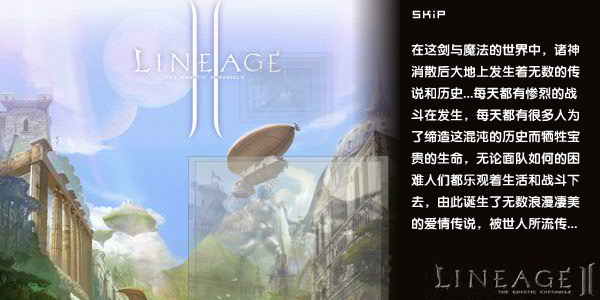 LINEAGE II
THE CHAOTIC CHRONICLE
SKIP
在这剑与魔法的世界中，诸神
消散后大地上发生着无数的传
说和历史...每天都有惨烈的战
斗在发生，每天都有很多人为
了缔造这混沌的历史而牺牲宝
贵的生命，无论面队如何的困
难人们都乐观着生活和战斗下
去，由此诞生了无数浪漫凄美
的爱情传说，被世人所流传...
LINEAGE II
THE CHAOTIC CHRONICLE